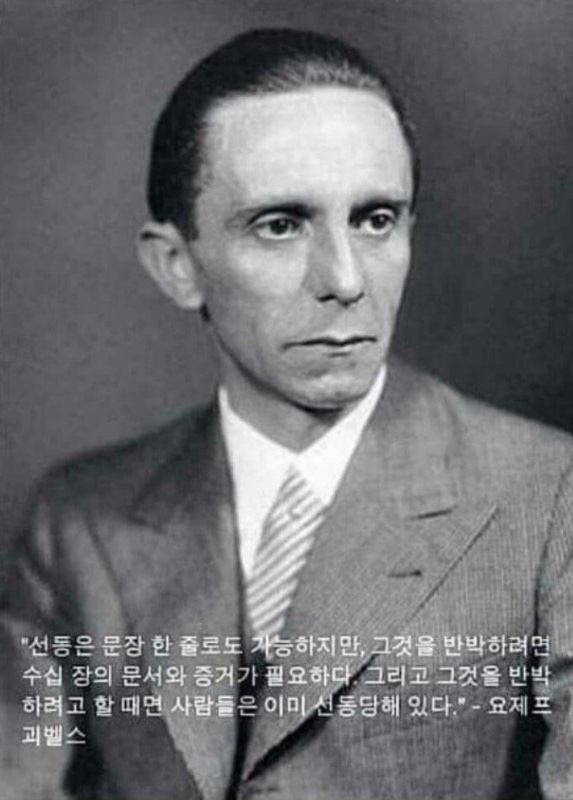 "선동은 문장 한 줄로도 가능하지만, 그것을 반박하려면
수십 장의 문서와 증거가 필요하다. 그리고 그것을 반박
하려고 할 때면 사람들은 이미 선동당해 있다." - 요제프
괴벨스